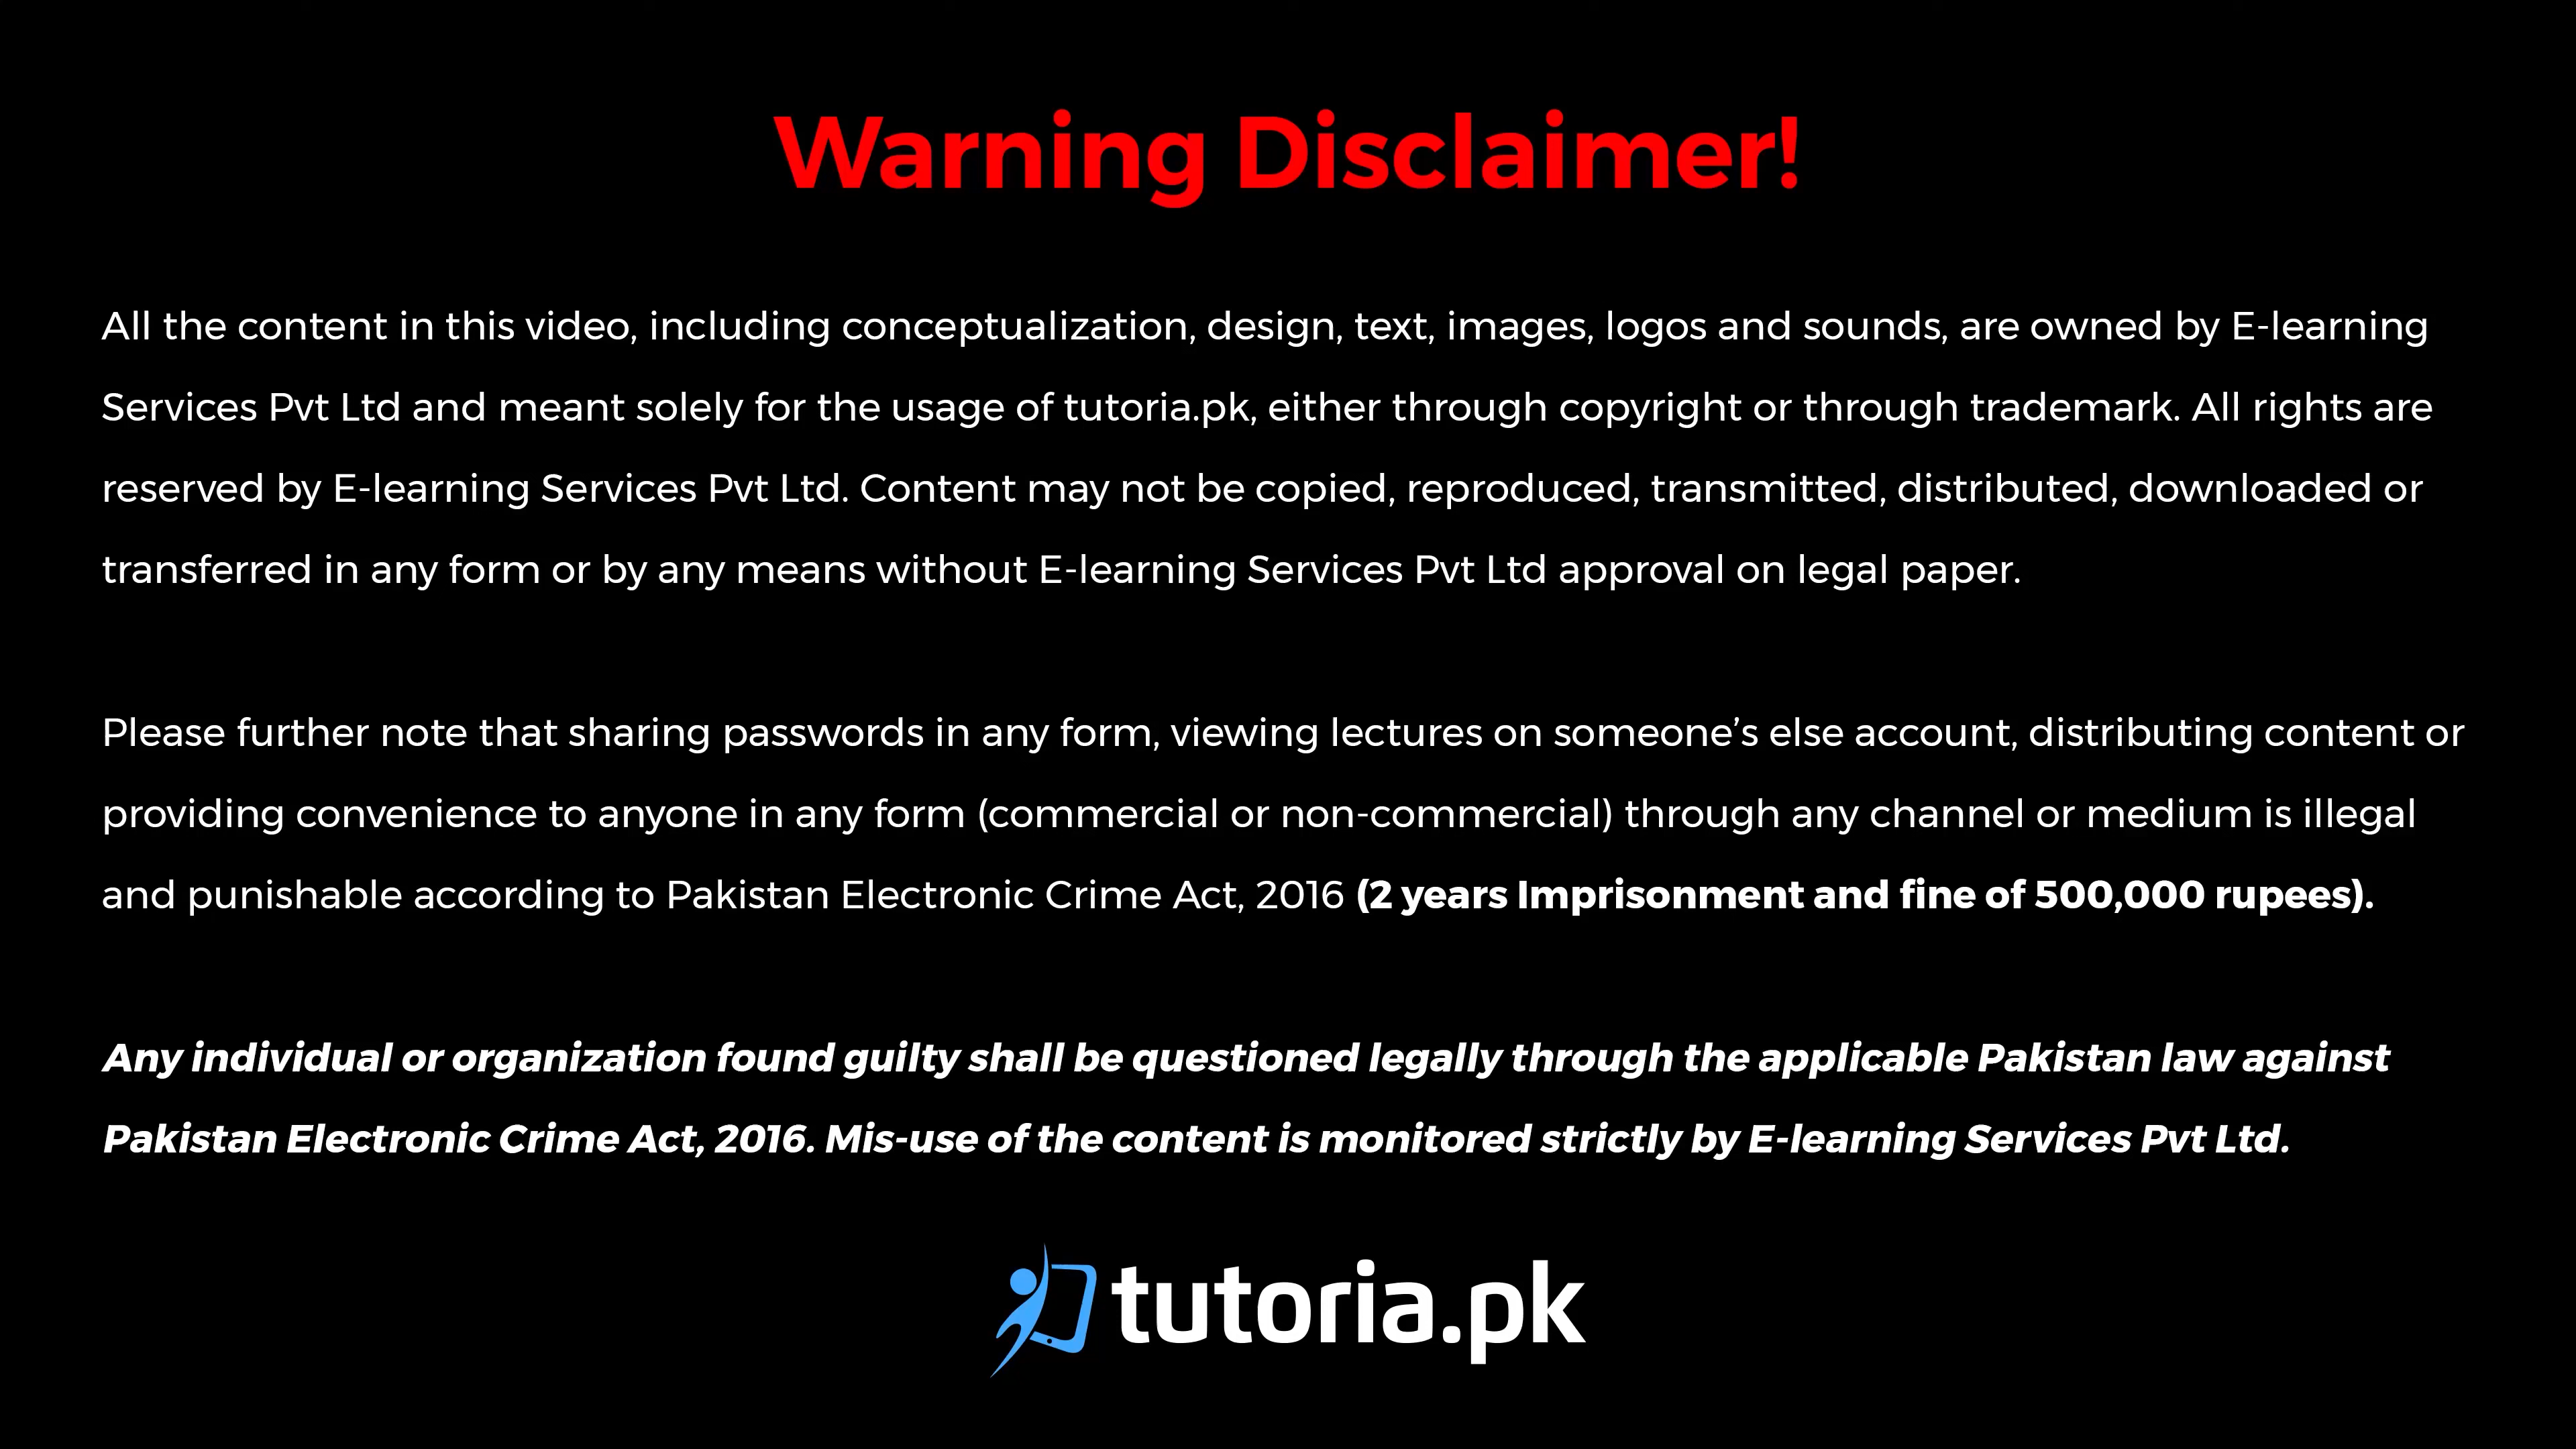 Warning Disclaimer!
All the content in this video, including conceptualization, design, text, images, logos and sounds, are owned by E-learning
Services Pvt Ltd and meant solely for the usage of tutoria.pk, either through copyright or through trademark. All rights are
reserved by E-learning Services Pvt Ltd. Content may not be copied, reproduced, transmitted, distributed, downloaded or
transferred in any form or by any means without E-learning Services Pvt Ltd approval on legal paper.
Please further note that sharing passwords in any form, viewing lectures on someone’s else account, distributing content or
providing convenience to anyone in any form (commercial or non-commercial) through any channel or medium is illegal
and punishable according to Pakistan Electronic Crime Act, 2016 (2 years Imprisonment and fine of 500,000 rupees).
Any individual or organization found guilty shall be questioned legally through the applicable Pakistan law against
Pakistan Electronic Crime Act, 2016. Mis-use of the content is monitored strictly by E-learning Services Pvt Ltd.
tutoria.pk